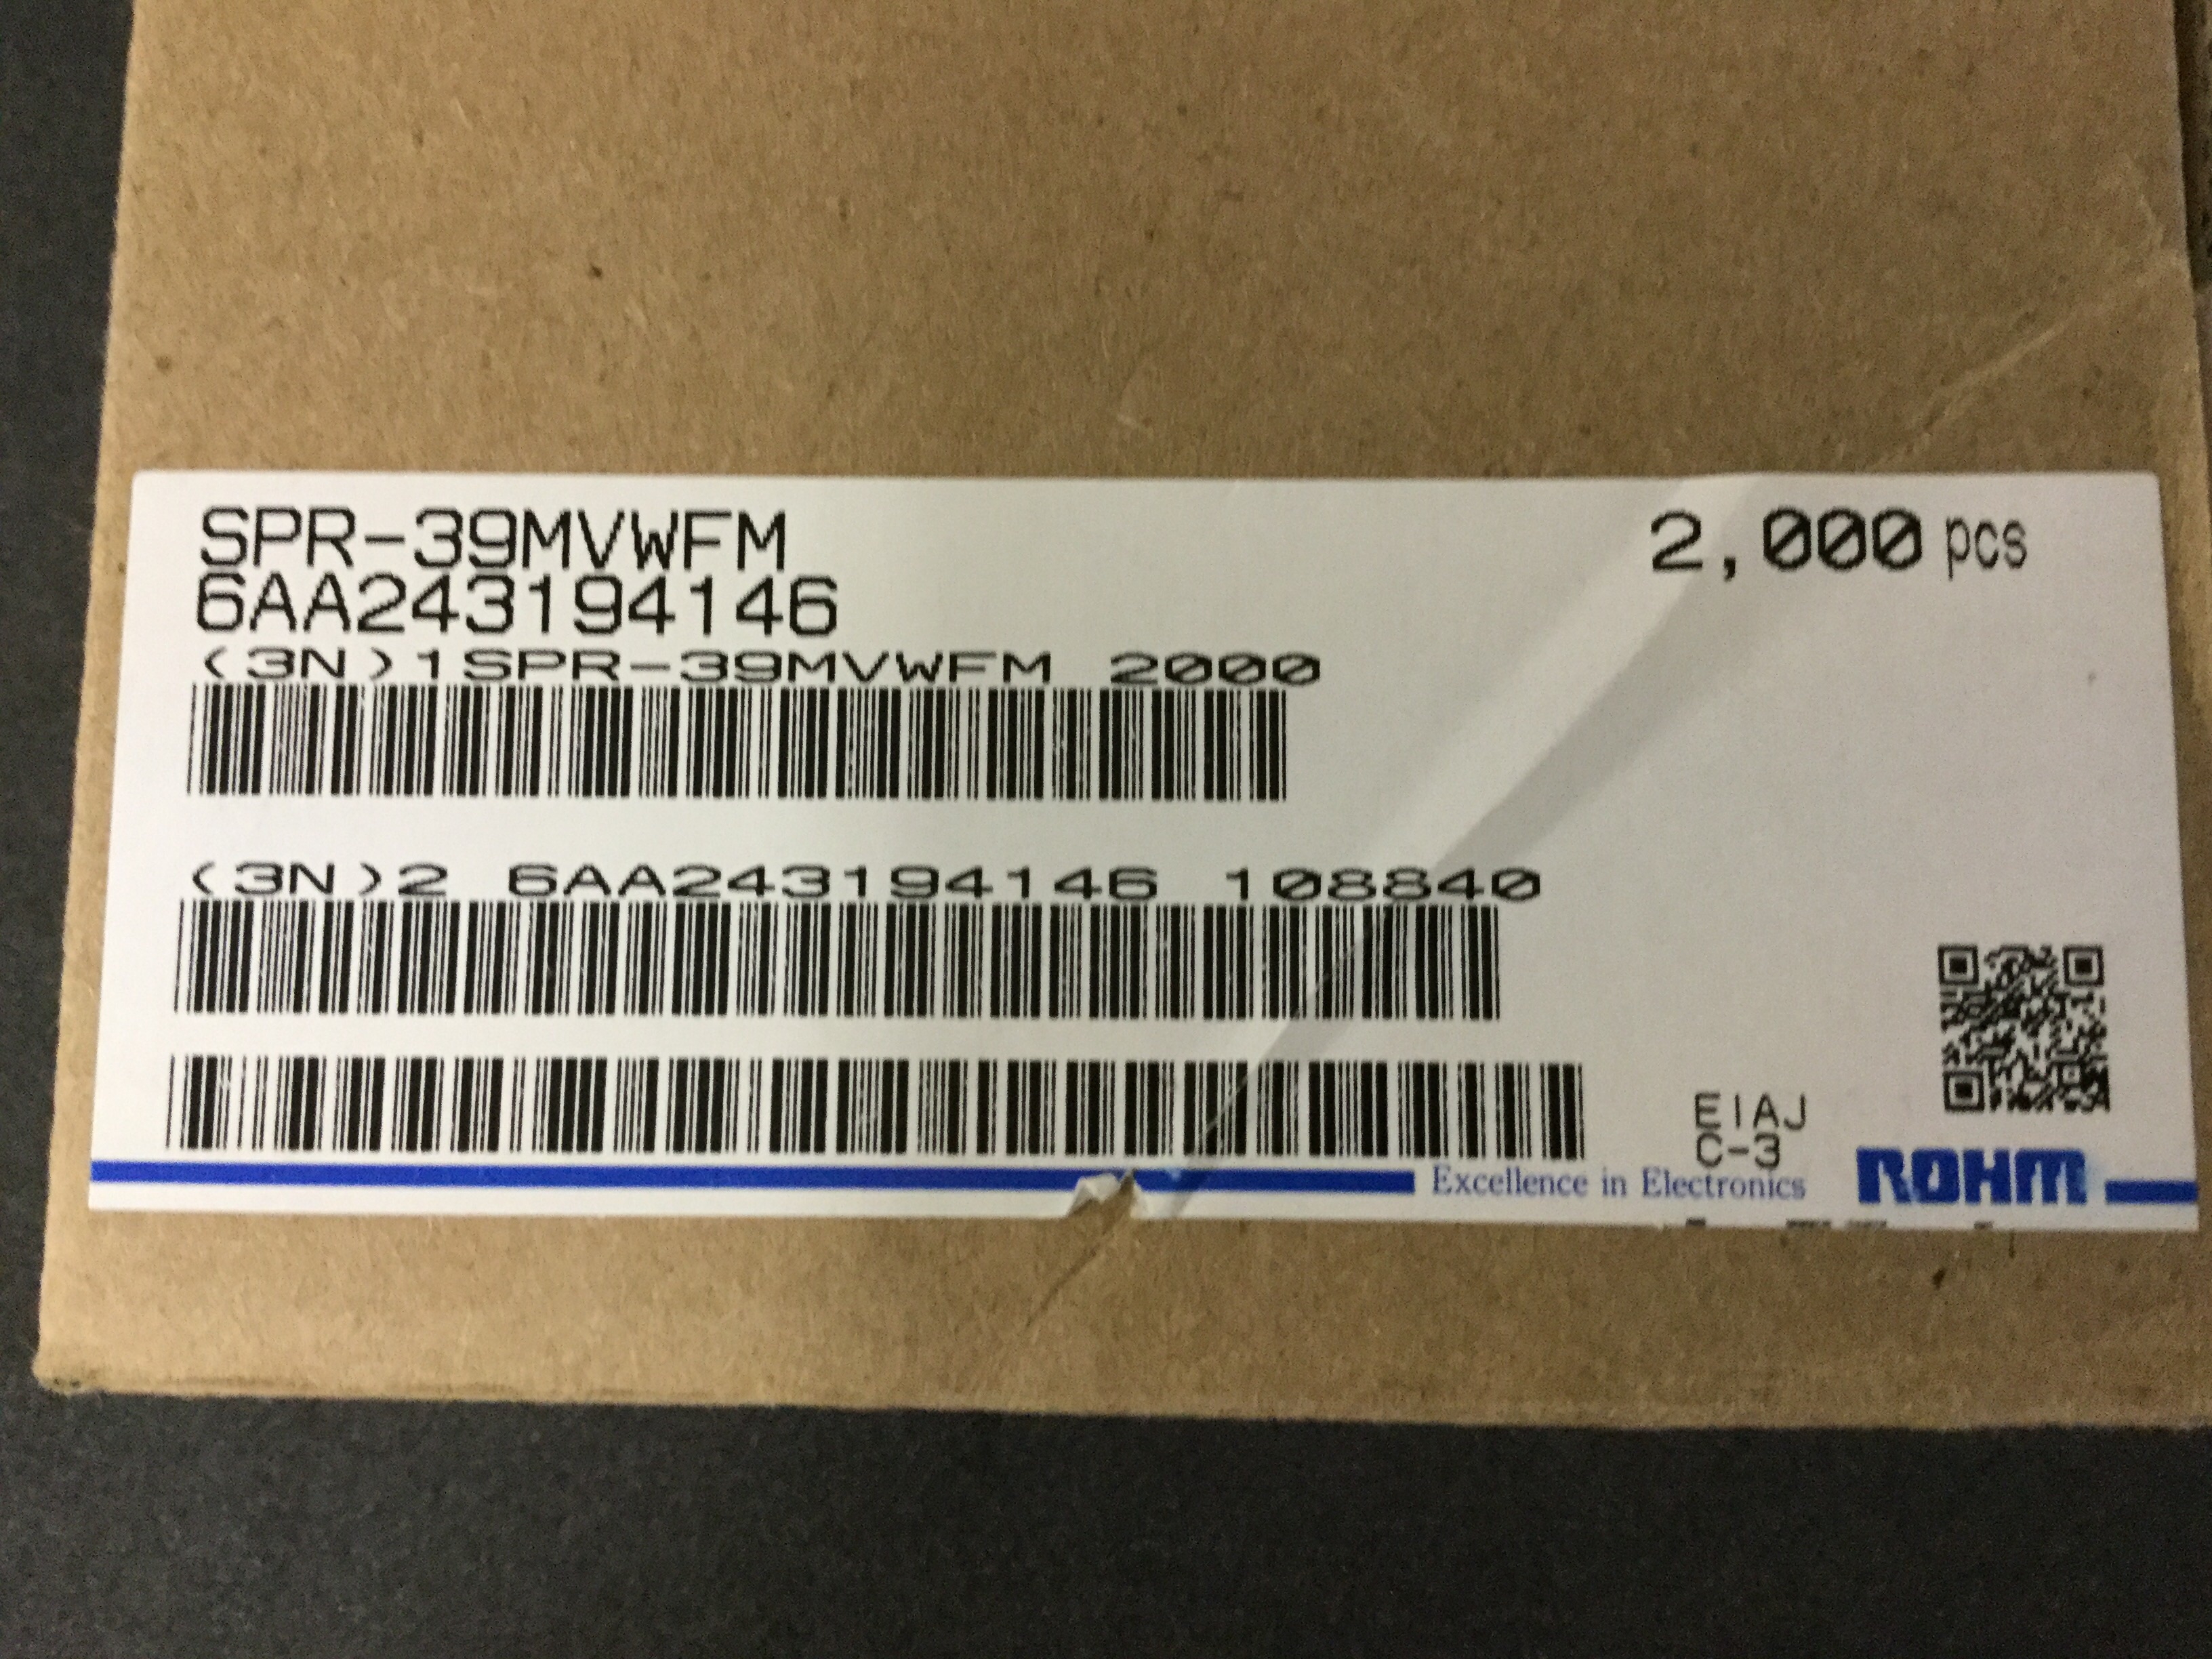 SPR-39MVWFM
2,000 pcs
6AA243194146
(3N)1SPR-39MVWFM 2000
(3N)2 6AA243194146 108840
EIAJ
C-3
Excellence in Electronics
ROHM